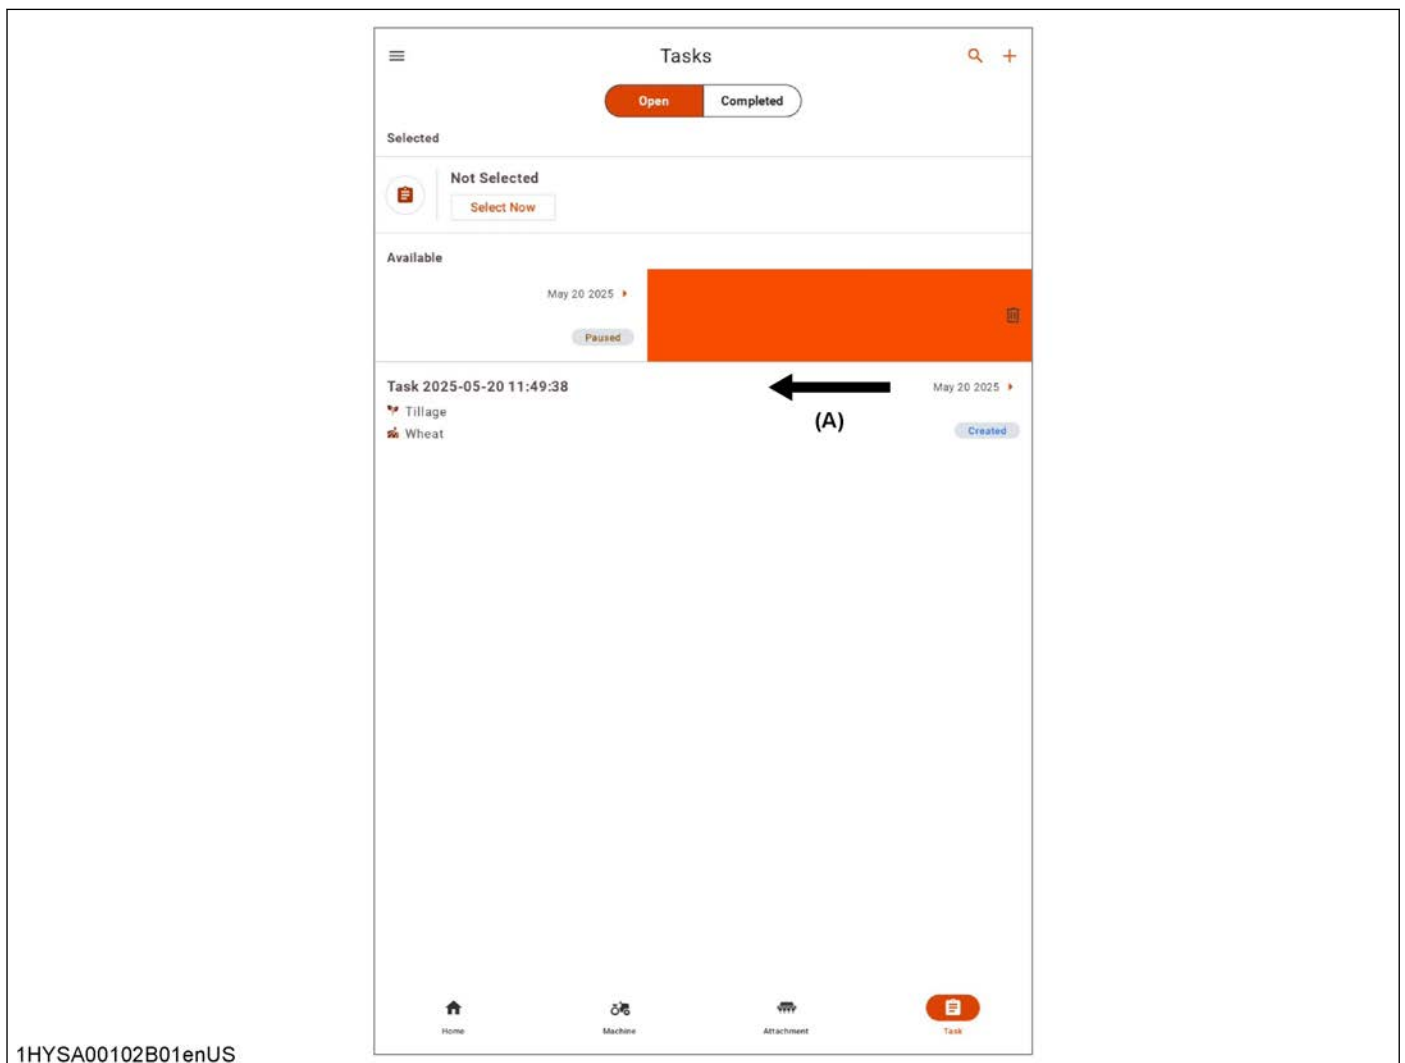 Tasks
Open Completed
Selected
Not Selected
Select Now
Available
May 20 2025
Paused
Task 2025-05-20 11:49:38
May 20 2025
Tillage
(A)
Wheat
Created
Home Machine Attachment Task
1HYSA00102B01enUS